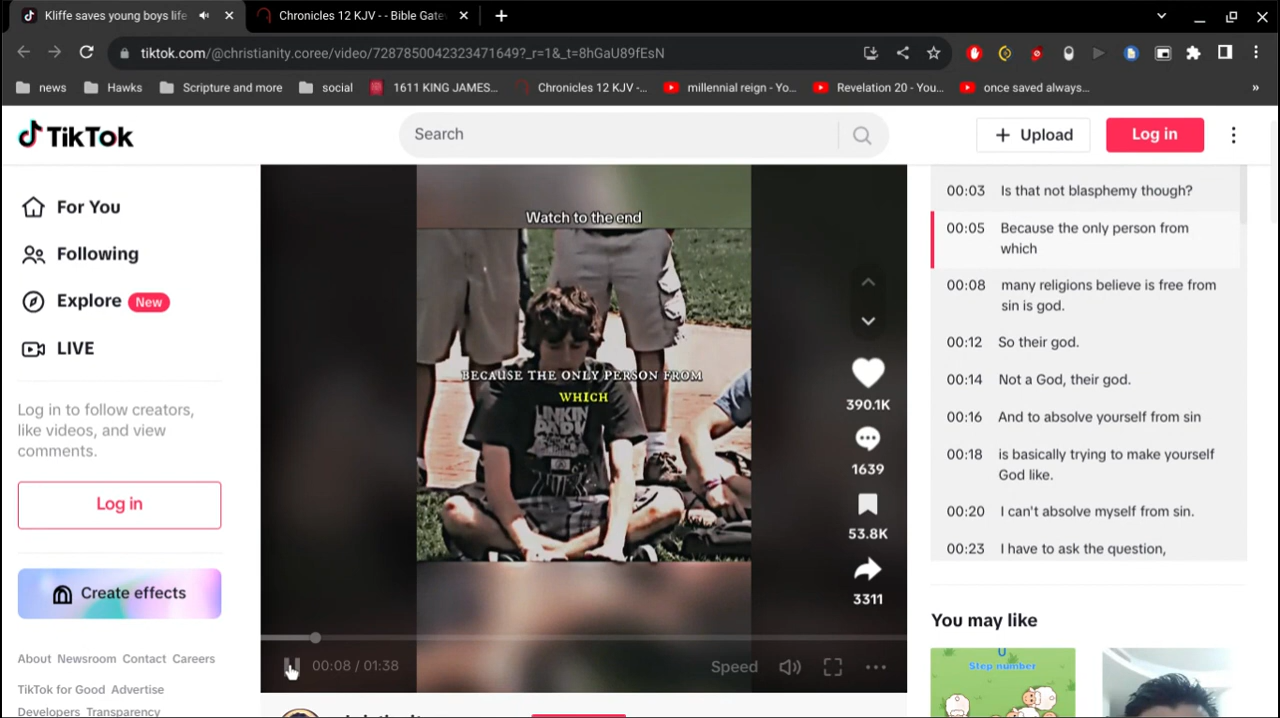 Kliffe saves young boys life
Chronicles 12 KJV - - Bible Gate
tiktok.com/@christianity.coree/video/7287850042323471649?_r=1&_t=8hGaU89fEsN
news
Hawks
Scripture and more
social
1611 KING JAMES...
Chronicles 12 KJV -...
millennial reign - Yo...
Revelation 20 - You...
once saved always...
»
TikTok
Search
+ Upload
Log in
For You
Following
Explore New
LIVE
Log in to follow creators,
like videos, and view
comments.
Log in
Create effects
About Newsroom Contact Careers
TikTok for Good Advertise
Developers Transparency
Watch to the end
BECAUSE THE ONLY PERSON FROM
WHICH
LINKIN
PARK
390.1K
1639
53.8K
3311
00:08 / 01:38
Speed
00:03 Is that not blasphemy though?
00:05 Because the only person from
which
00:08 many religions believe is free from
sin is god.
00:12 So their god.
00:14 Not a God, their god.
00:16 And to absolve yourself from sin
00:18 is basically trying to make yourself
God like.
00:20 I can't absolve myself from sin.
00:23 I have to ask the question,
You may like
U
Step number